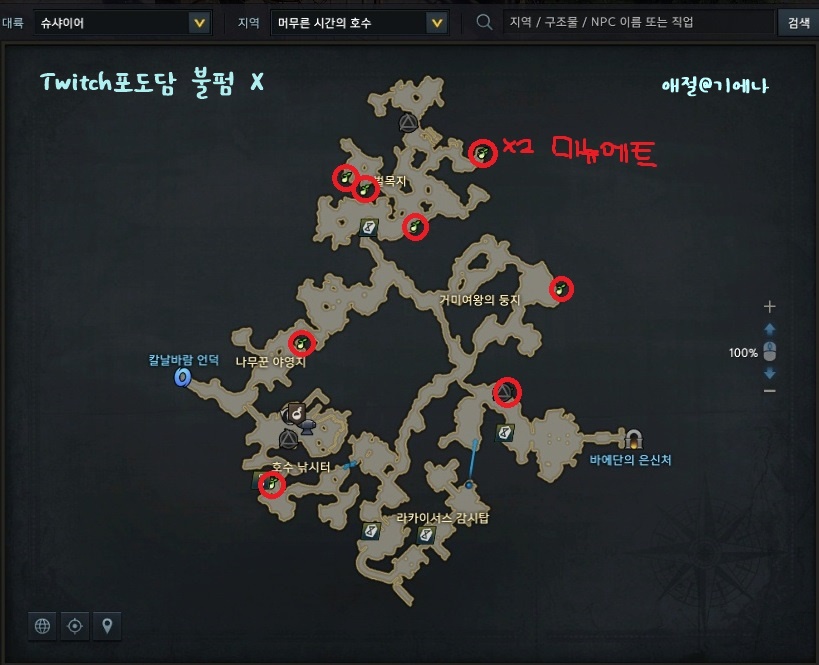 대륙 슈샤이어 지역 머무른 시간의 호수 지역 / 구조물 / NPC 이름 또는 직업 검색
Twitch포도담 불펌 X 애절@기에나
x2 미뉴에트
벌목지
거미여왕의 둥지
칼날바람 언덕 나무꾼 야영지
100%
호수 낚시터
바에단의 은신처
라카이서스 감시탑